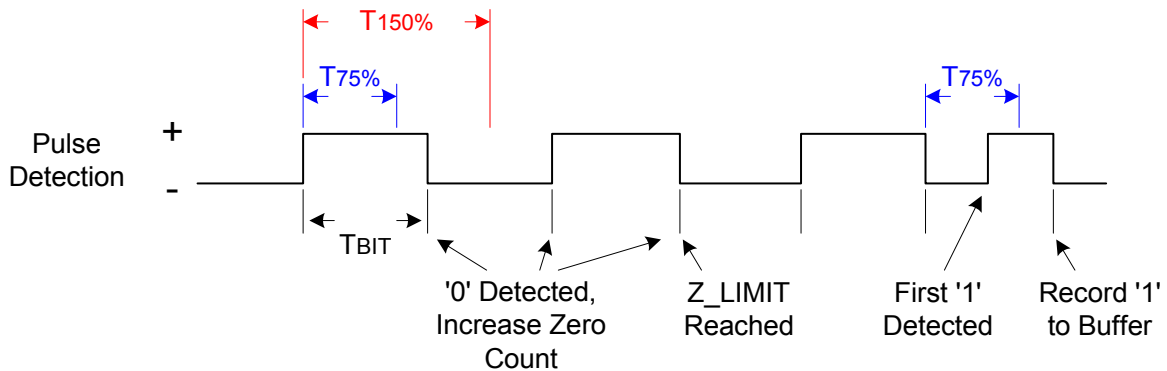 T150%
T75%
T75%
Pulse
Detection
+
-
TBIT
'0' Detected,
Increase Zero
Count
Z_LIMIT
Reached
First '1'
Detected
Record '1'
to Buffer